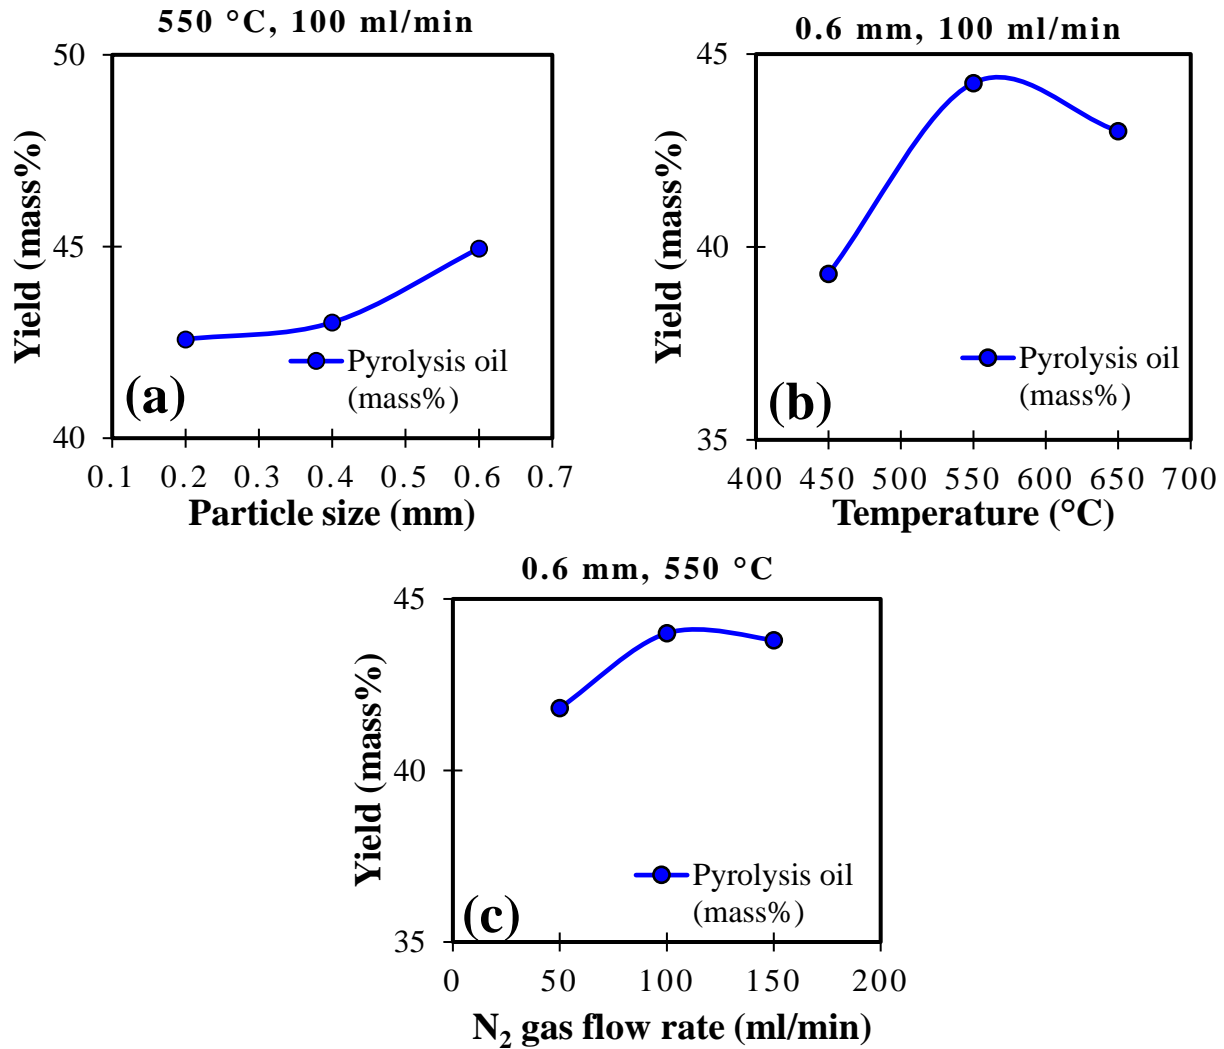 550 °C, 100 ml/min
50
45
40
Yield (mass%)
Pyrolysis oil
(mass%)
(a)
0.1 0.2 0.3 0.4 0.5 0.6 0.7
Particle size (mm)
0.6 mm, 100 ml/min
45
40
35
Yield (mass%)
Pyrolysis oil
(mass%)
(b)
400 450 500 550 600 650 700
Temperature (°C)
0.6 mm, 550 °C
45
40
35
Yield (mass%)
Pyrolysis oil
(mass%)
(c)
0 50 100 150 200
N₂ gas flow rate (ml/min)